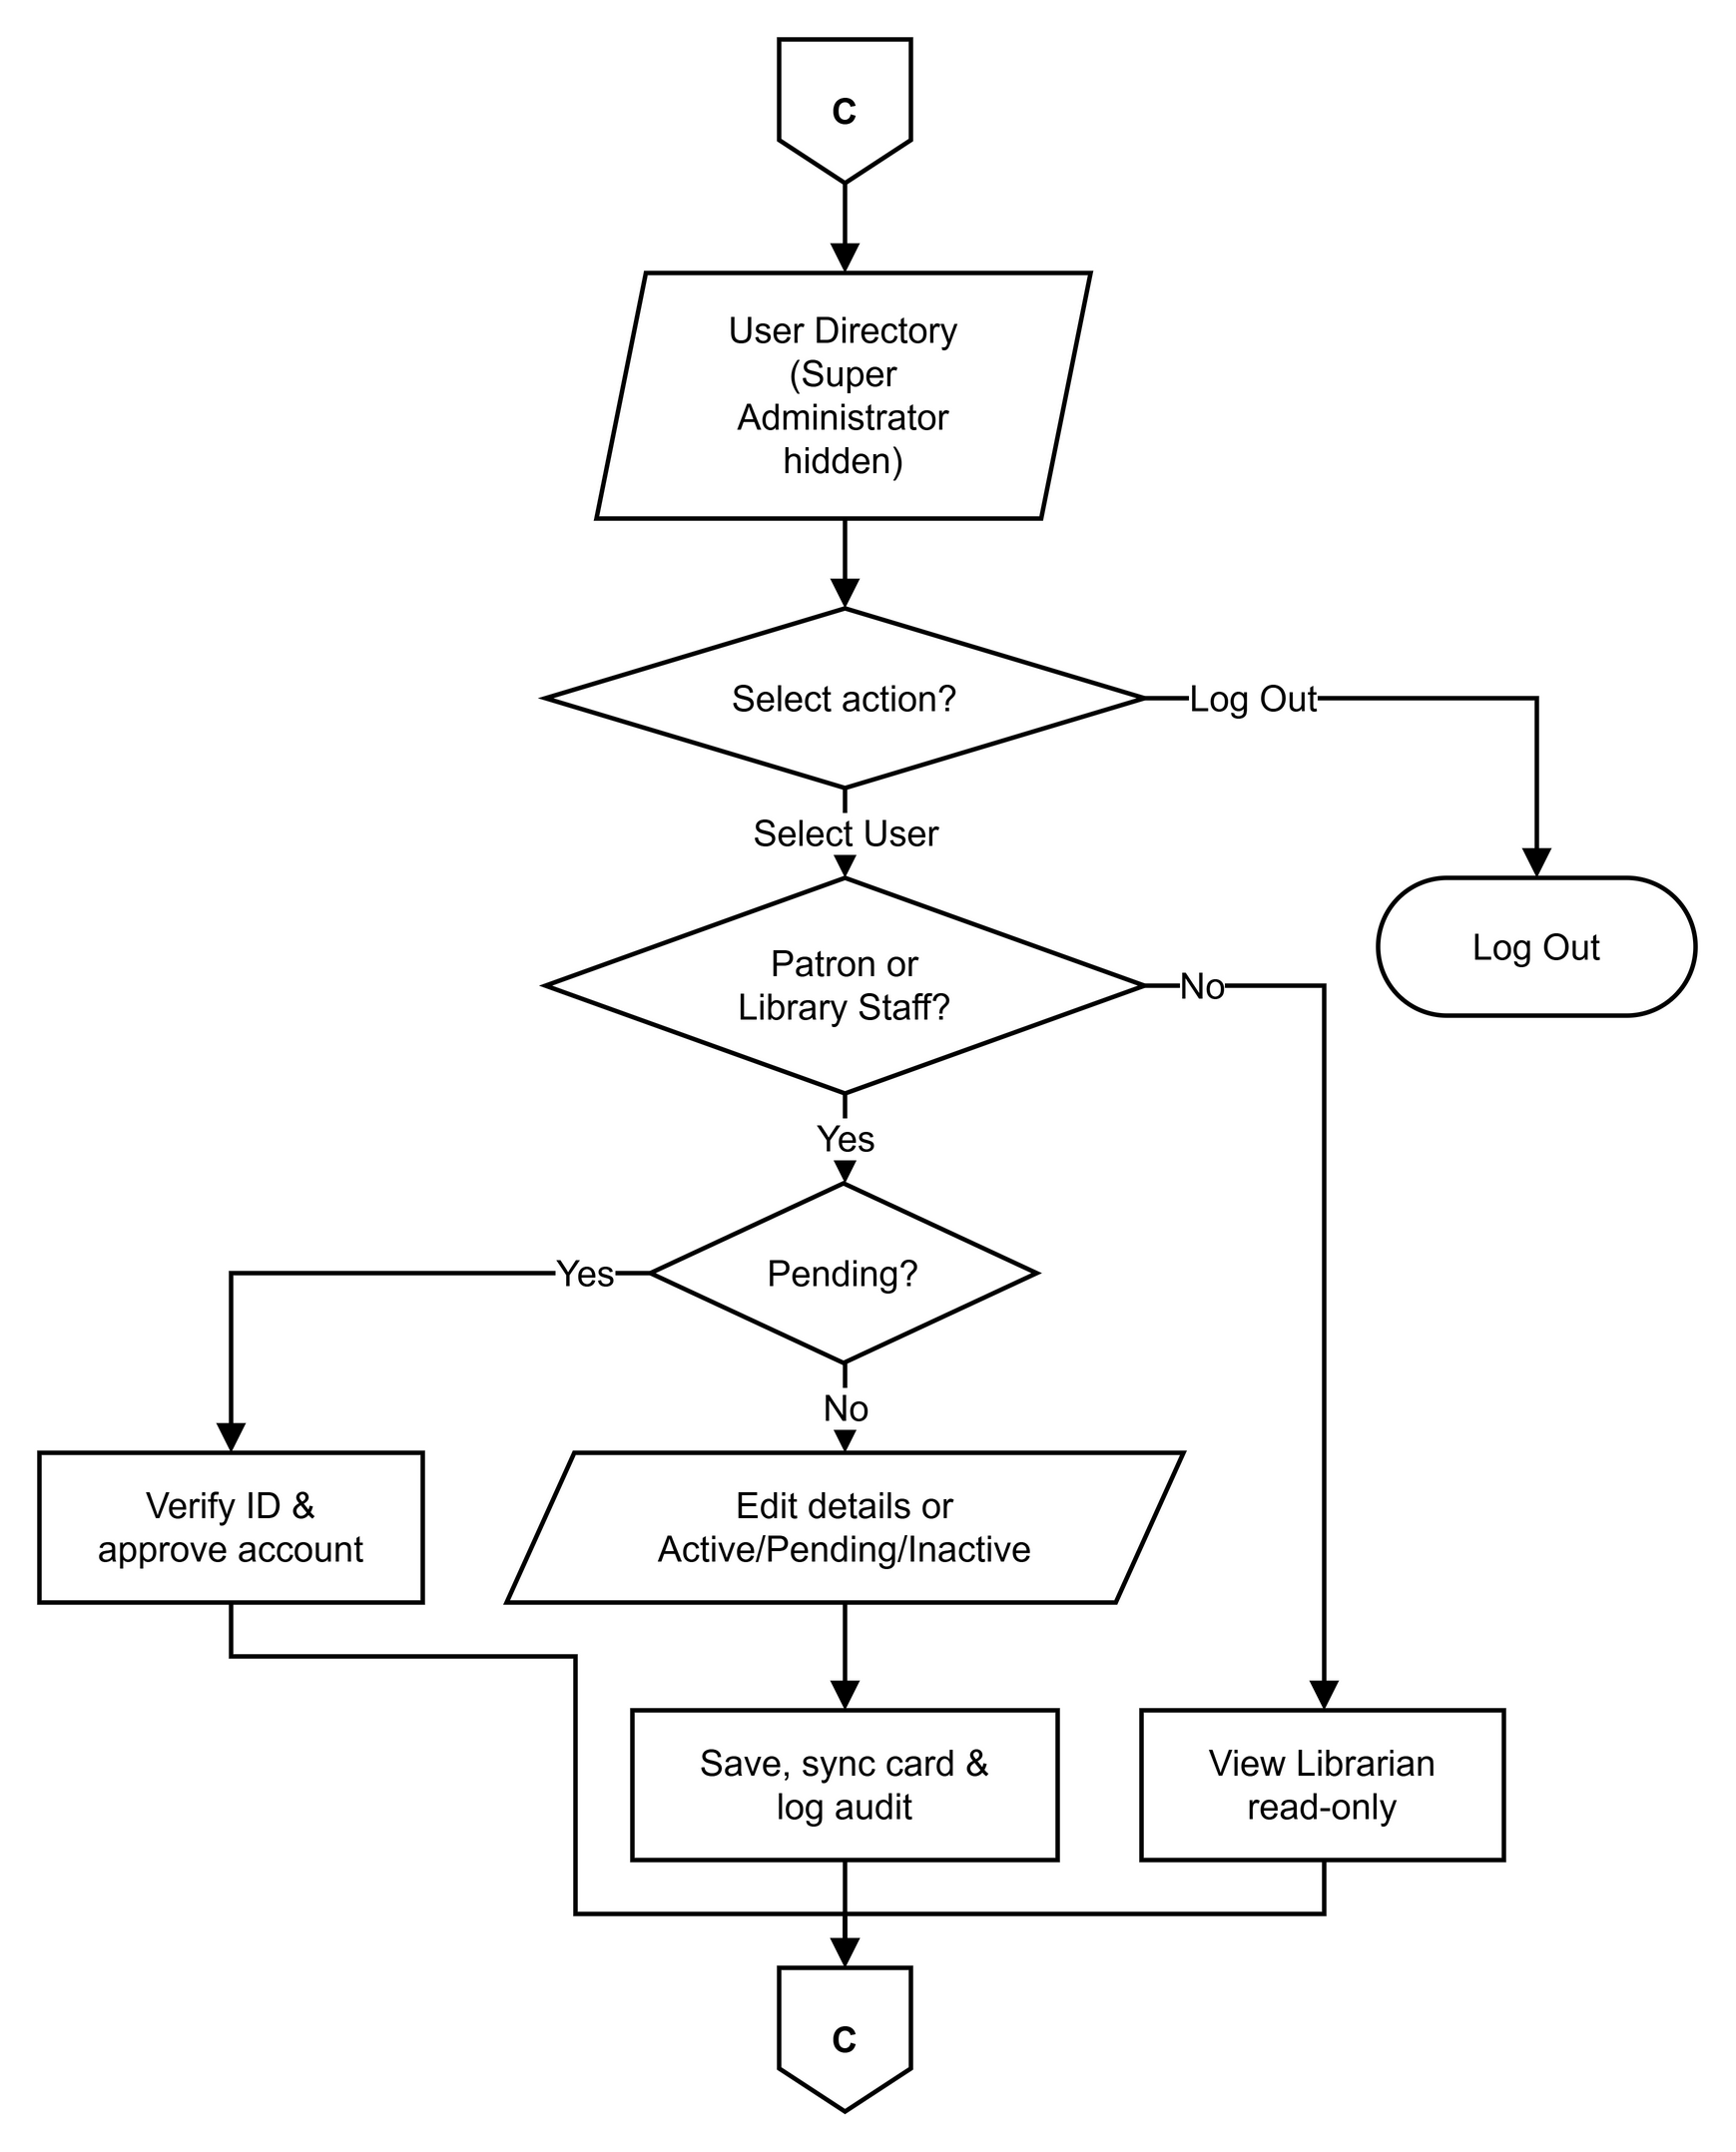 C
User Directory
(Super
Administrator
hidden)
Select action?
Log Out
Select User
Log Out
Patron or
Library Staff?
No
Yes
Pending?
Yes
No
Verify ID &
approve account
Edit details or
Active/Pending/Inactive
Save, sync card &
log audit
View Librarian
read-only
C